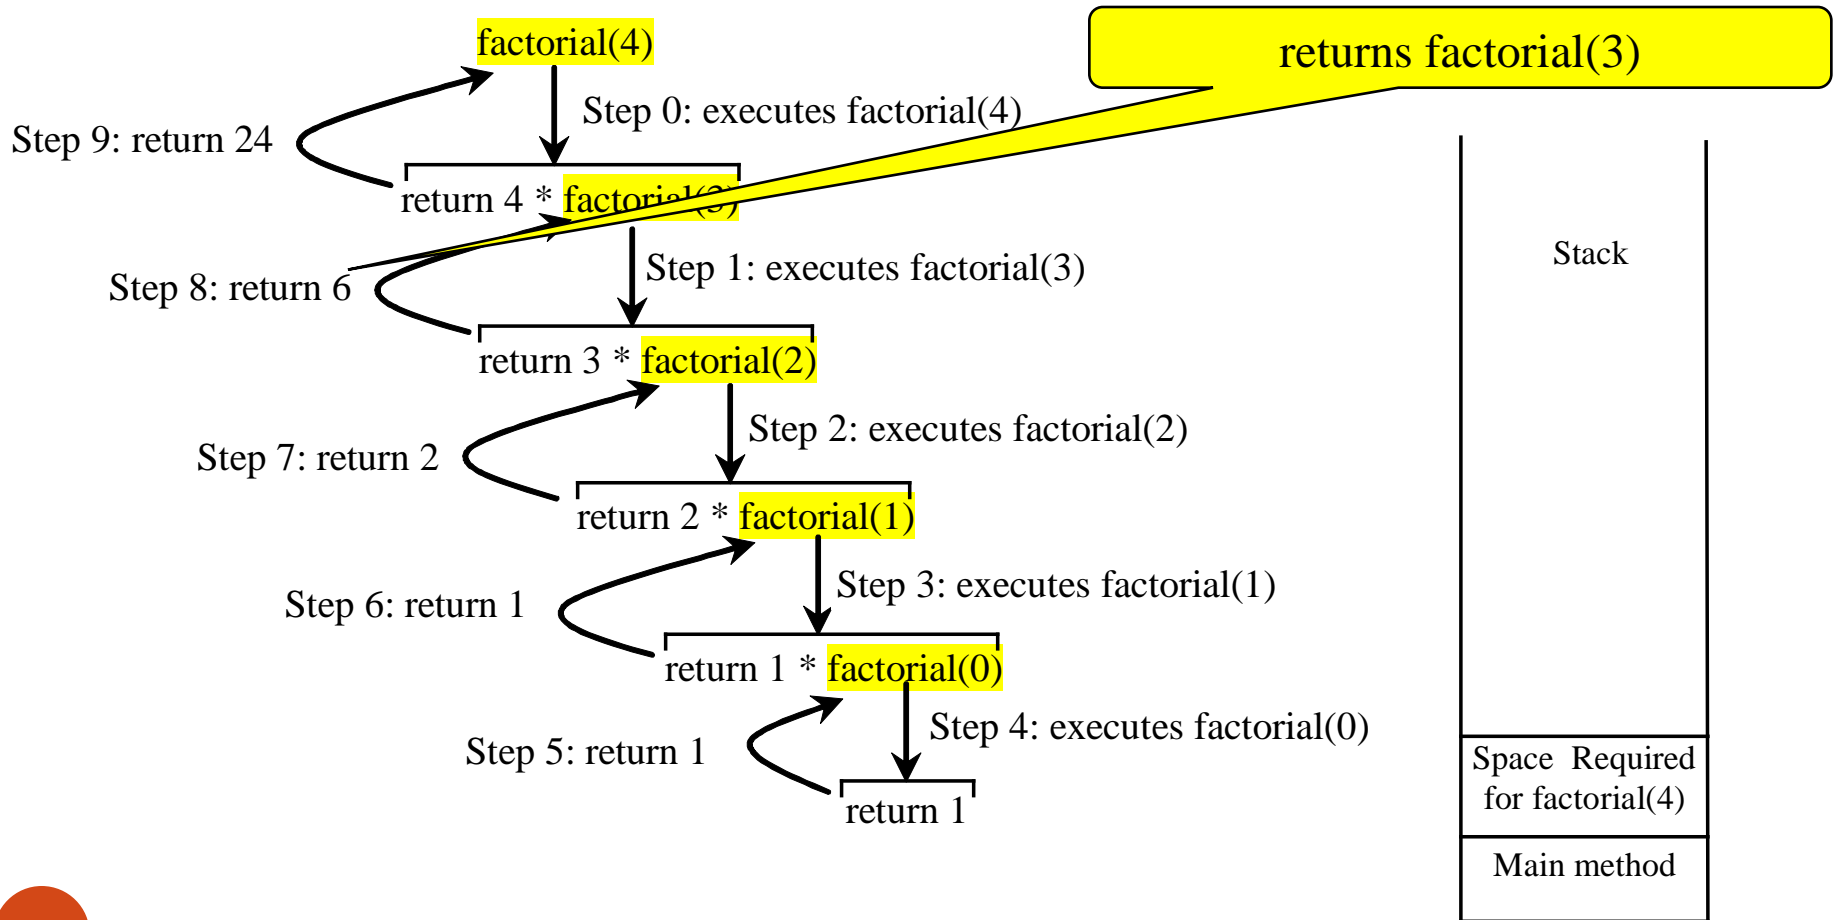 factorial(4)
returns factorial(3)
Step 0: executes factorial(4)
Step 9: return 24
return 4 * factorial(3)
Stack
Step 1: executes factorial(3)
Step 8: return 6
return 3 * factorial(2)
Step 2: executes factorial(2)
Step 7: return 2
return 2 * factorial(1)
Step 3: executes factorial(1)
Step 6: return 1
return 1 * factorial(0)
Step 4: executes factorial(0)
Step 5: return 1
return 1
Space Required
for factorial(4)
Main method